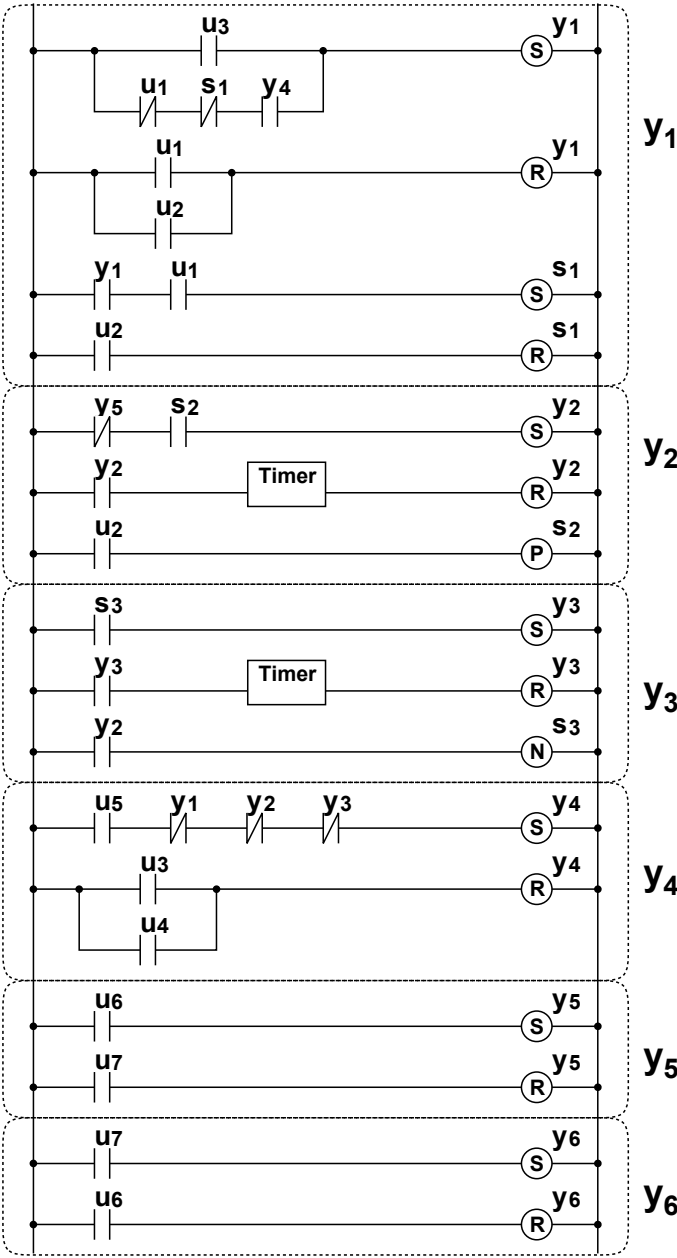 u3 y1
S
u1 s1 y4
y1
u1 y1
R
u2
y1 u1 s1
S
u2 s1
R
y5 s2 y2
S
y2
y2 Timer y2
R
u2 s2
P
s3 y3
S
y3 Timer y3
R
y3
y2 s3
N
u5 y1 y2 y3 y4
S
u3 y4
R
y4
u4
u6 y5
S
y5
u7 y5
R
u7 y6
S
y6
u6 y6
R